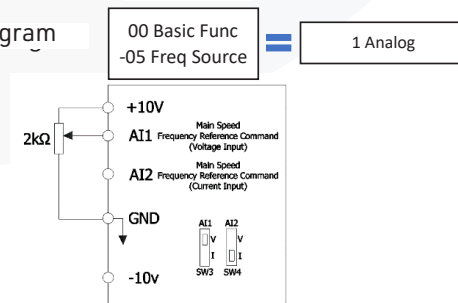 gram
00 Basic Func
-05 Freq Source
1 Analog
+10V
2kΩ
AI1
Main Speed
Frequency Reference Command
(Voltage Input)
AI2
Main Speed
Frequency Reference Command
(Current Input)
GND
AI1 AI2
V V
I I
SW3 SW4
-10v